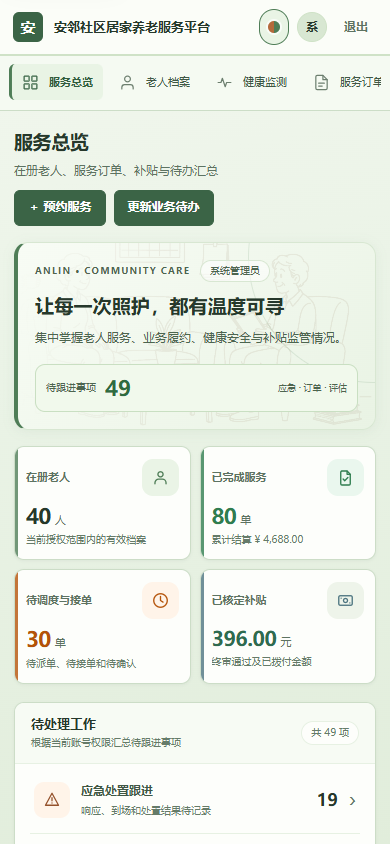 安 安邻社区居家养老服务平台 系 退出
服务总览 老人档案 健康监测 服务订单
服务总览
在册老人、服务订单、补贴与待办汇总
+ 预约服务 更新业务待办
ANLIN • COMMUNITY CARE 系统管理员
让每一次照护，都有温度可寻
集中掌握老人服务、业务履约、健康安全与补贴监管情况。
待跟进事项 49 应急 · 订单 · 评估
在册老人
40 人
当前授权范围内的有效档案
已完成服务
80 单
累计结算 ¥ 4,688.00
待调度与接单
30 单
待派单、待接单和待确认
已核定补贴
396.00 元
终审通过及已拨付金额
待处理工作
根据当前账号权限汇总待跟进事项
共 49 项
应急处置跟进
响应、到场和处置结果待记录
19 ›